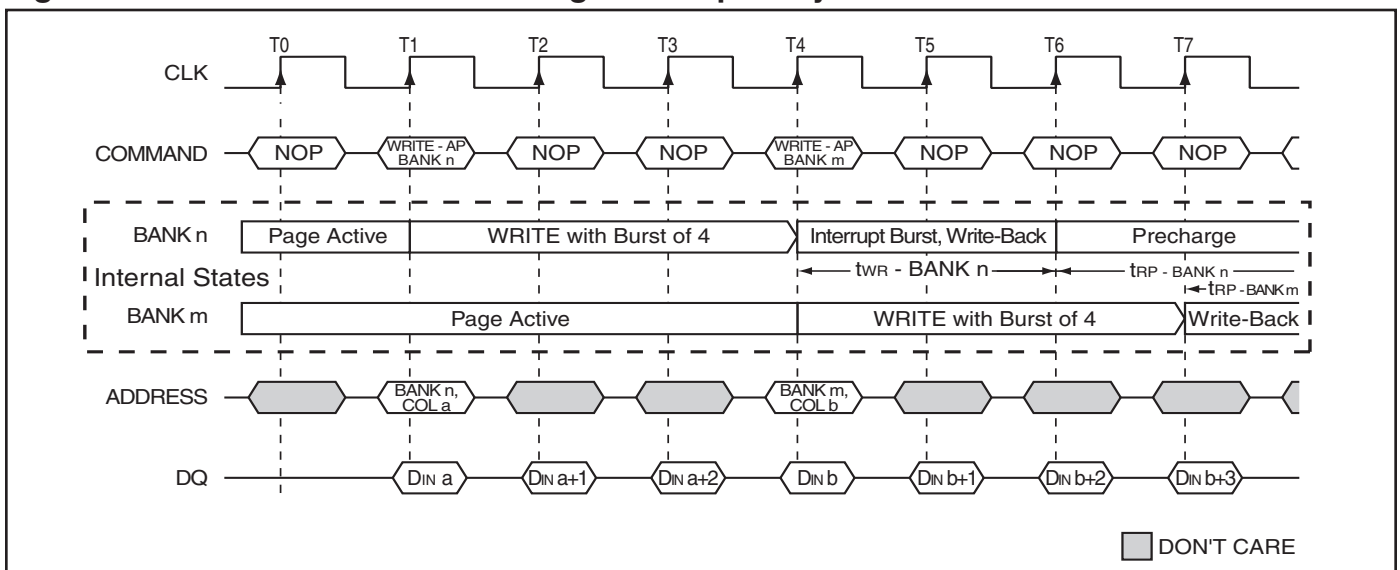 T0 T1 T2 T3 T4 T5 T6 T7
CLK
COMMAND NOP WRITE - AP BANK n NOP NOP WRITE - AP BANK m NOP NOP NOP
BANK n Page Active WRITE with Burst of 4 Interrupt Burst, Write-Back Precharge
tWR - BANK n tRP - BANK n
Internal States
tRP - BANK m
BANK m Page Active WRITE with Burst of 4 Write-Back
ADDRESS BANK n, COL a BANK m, COL b
DQ DIN a DIN a+1 DIN a+2 DIN b DIN b+1 DIN b+2 DIN b+3
DON'T CARE